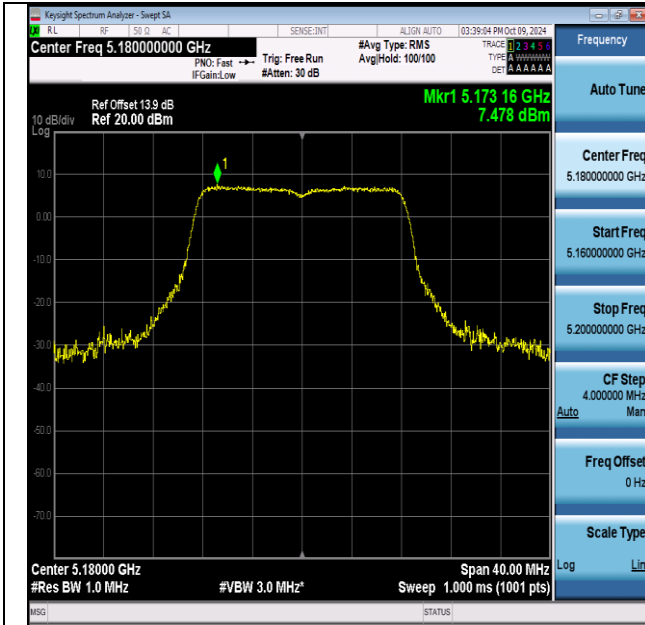 Keysight Spectrum Analyzer - Swept SA
LXI RL RF 50 Ω AC SENSE:INT ALIGN AUTO 03:39:04 PM Oct 09, 2024
Center Freq 5.180000000 GHz
PNO: Fast
IFGain:Low
Trig: Free Run
#Atten: 30 dB
#Avg Type: RMS
Avg|Hold: 100/100
TRACE 1 2 3 4 5 6
TYPE A WWWWW
DET A A A A A A
Mkr1 5.173 16 GHz
7.478 dBm
Ref Offset 13.9 dB
10 dB/div Ref 20.00 dBm
Log
1
10.0
0.00
-10.0
-20.0
-30.0
-40.0
-50.0
-60.0
-70.0
Center 5.18000 GHz Span 40.00 MHz
#Res BW 1.0 MHz #VBW 3.0 MHz* Sweep 1.000 ms (1001 pts)
MSG STATUS
Frequency
Auto Tune
Center Freq
5.180000000 GHz
Start Freq
5.160000000 GHz
Stop Freq
5.200000000 GHz
CF Step
4.000000 MHz
Auto Man
Freq Offset
0 Hz
Scale Type
Log Lin